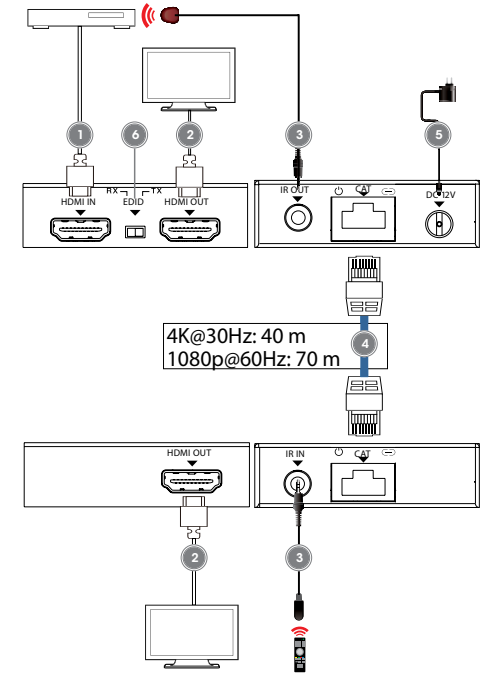 1
6
2
3
5
RX
TX
HDMI IN
EDID
HDMI OUT
IR OUT
CAT
DC 12V
4K@30Hz: 40 m
1080p@60Hz: 70 m
4
HDMI OUT
IR IN
CAT
2
3